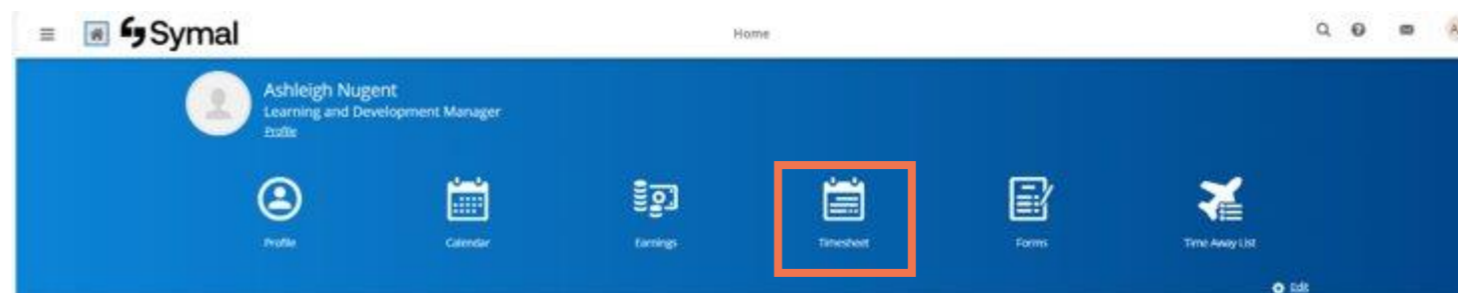 Symal
Home
A
Ashleigh Nugent
Learning and Development Manager
Profile
Profile
Calendar
Earnings
Timesheet
Forms
Time Away List
Edit